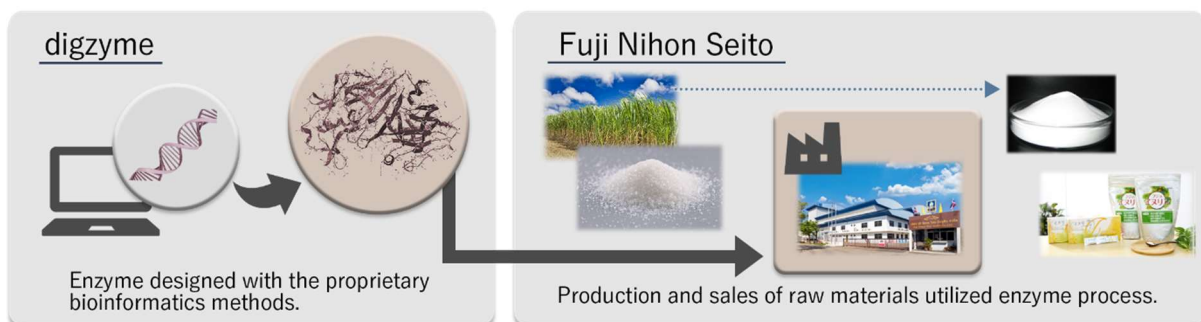 digzyme
Enzyme designed with the proprietary
bioinformatics methods.
Fuji Nihon Seito
Production and sales of raw materials utilized enzyme process.